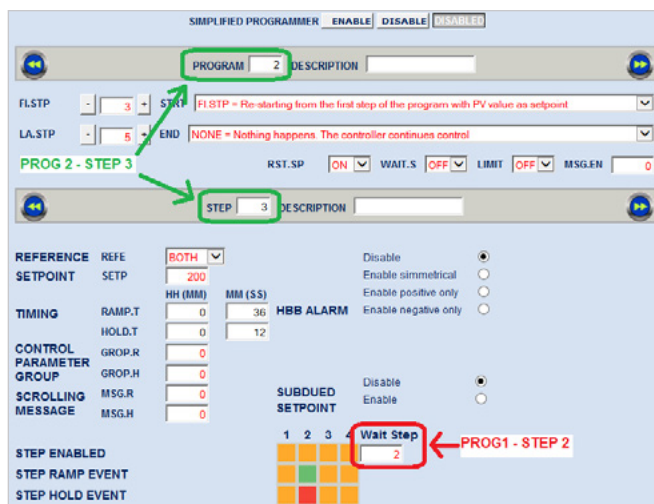 SIMPLIFIED PROGRAMMER ENABLE DISABLE DISABLED
PROGRAM 2 DESCRIPTION
FI.STP - 3 + STRT FI.STP = Re-starting from the first step of the program with PV value as setpoint
LA.STP - 5 + END NONE = Nothing happens. The controller continues control
PROG 2 - STEP 3 RST.SP ON WAIT.S OFF LIMIT OFF MSG.EN 0
STEP 3 DESCRIPTION
REFERENCE REFE BOTH Disable
SETPOINT SETP 200 Enable simmetrical
HH (MM) MM (SS) Enable positive only
TIMING RAMP.T 0 36 HBB ALARM Enable negative only
HOLD.T 0 12
CONTROL PARAMETER GROUP GROP.R 0
GROP.H 0
SCROLLING MESSAGE MSG.R 0
MSG.H 0
SUBDUED SETPOINT Disable
Enable
1 2 3 4 Wait Step
2 PROG1 - STEP 2
STEP ENABLED
STEP RAMP EVENT
STEP HOLD EVENT